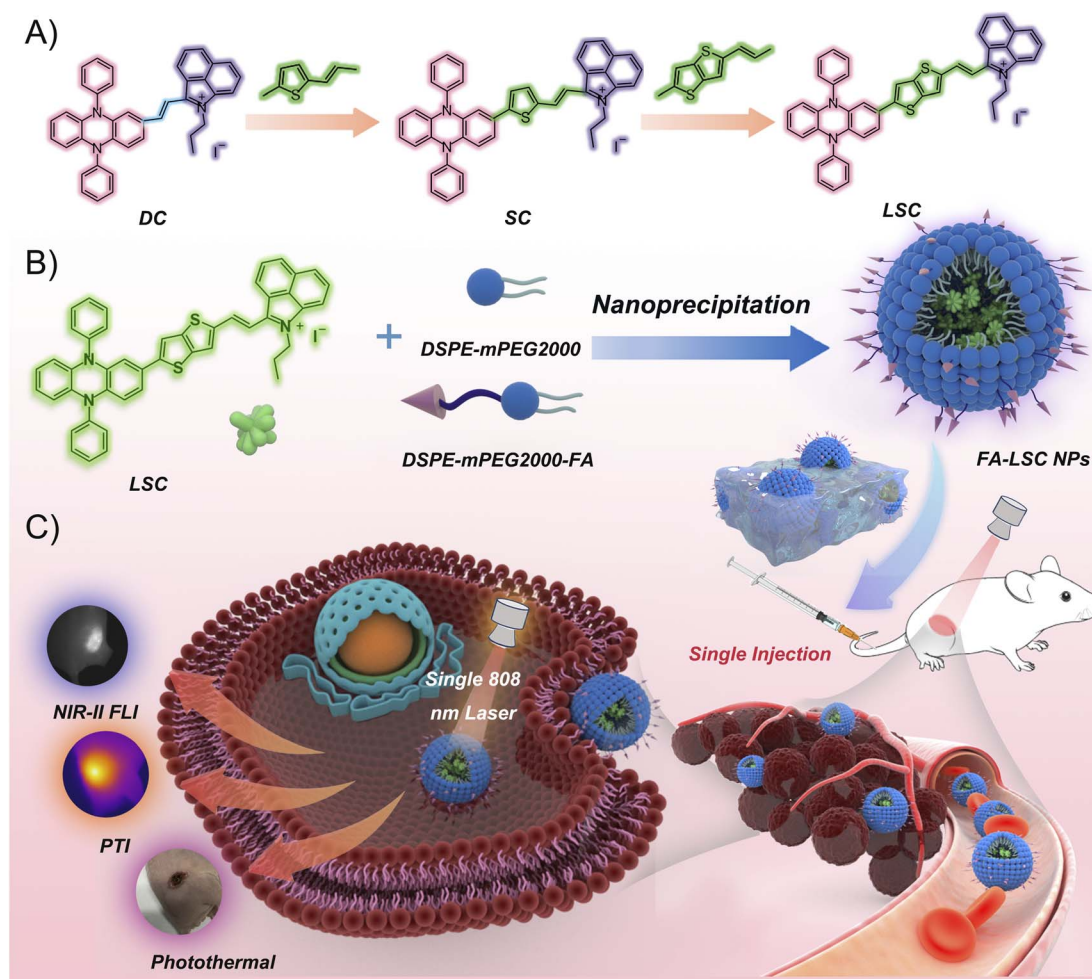 A)
N
N
N
+
I⁻
S
N
N
S
N
+
I⁻
S
S
N
N
S
S
N
+
I⁻
DC
SC
LSC
B)
N
N
S
S
N
+
I⁻
+
Nanoprecipitation
DSPE-mPEG2000
DSPE-mPEG2000-FA
LSC
FA-LSC NPs
C)
Single Injection
Single 808
nm Laser
NIR-II FLI
PTI
Photothermal